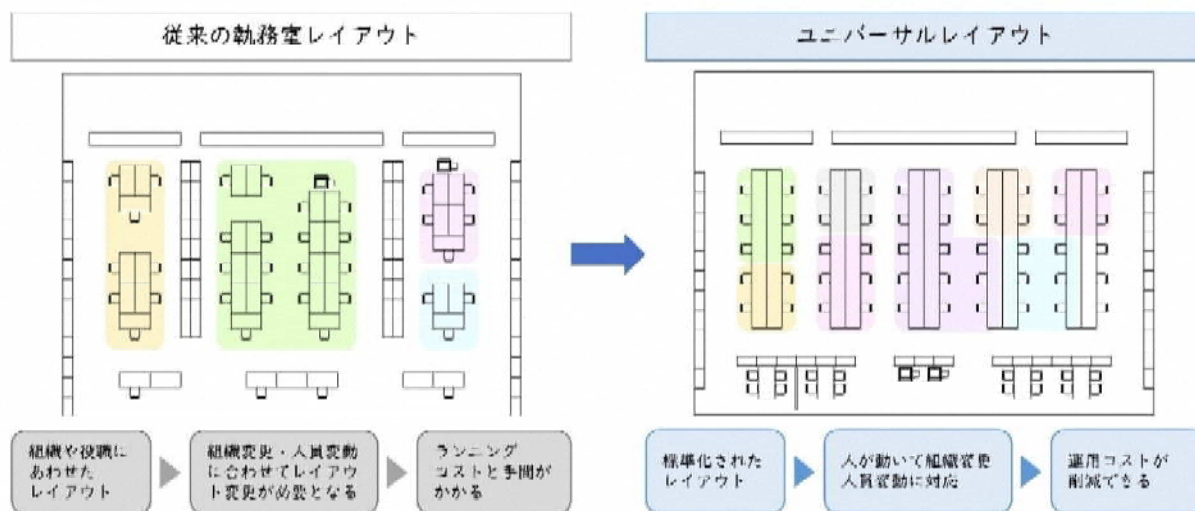 従来の執務室レイアウト
ユニバーサルレイアウト
組織や役職に
あわせた
レイアウト
組織変更・人員変動
に合わせてレイアウ
ト変更が必要となる
ランニング
コストと手間が
かかる
標準化された
レイアウト
人が動いて組織変更
人員変動に対応
運用コストが
削減できる